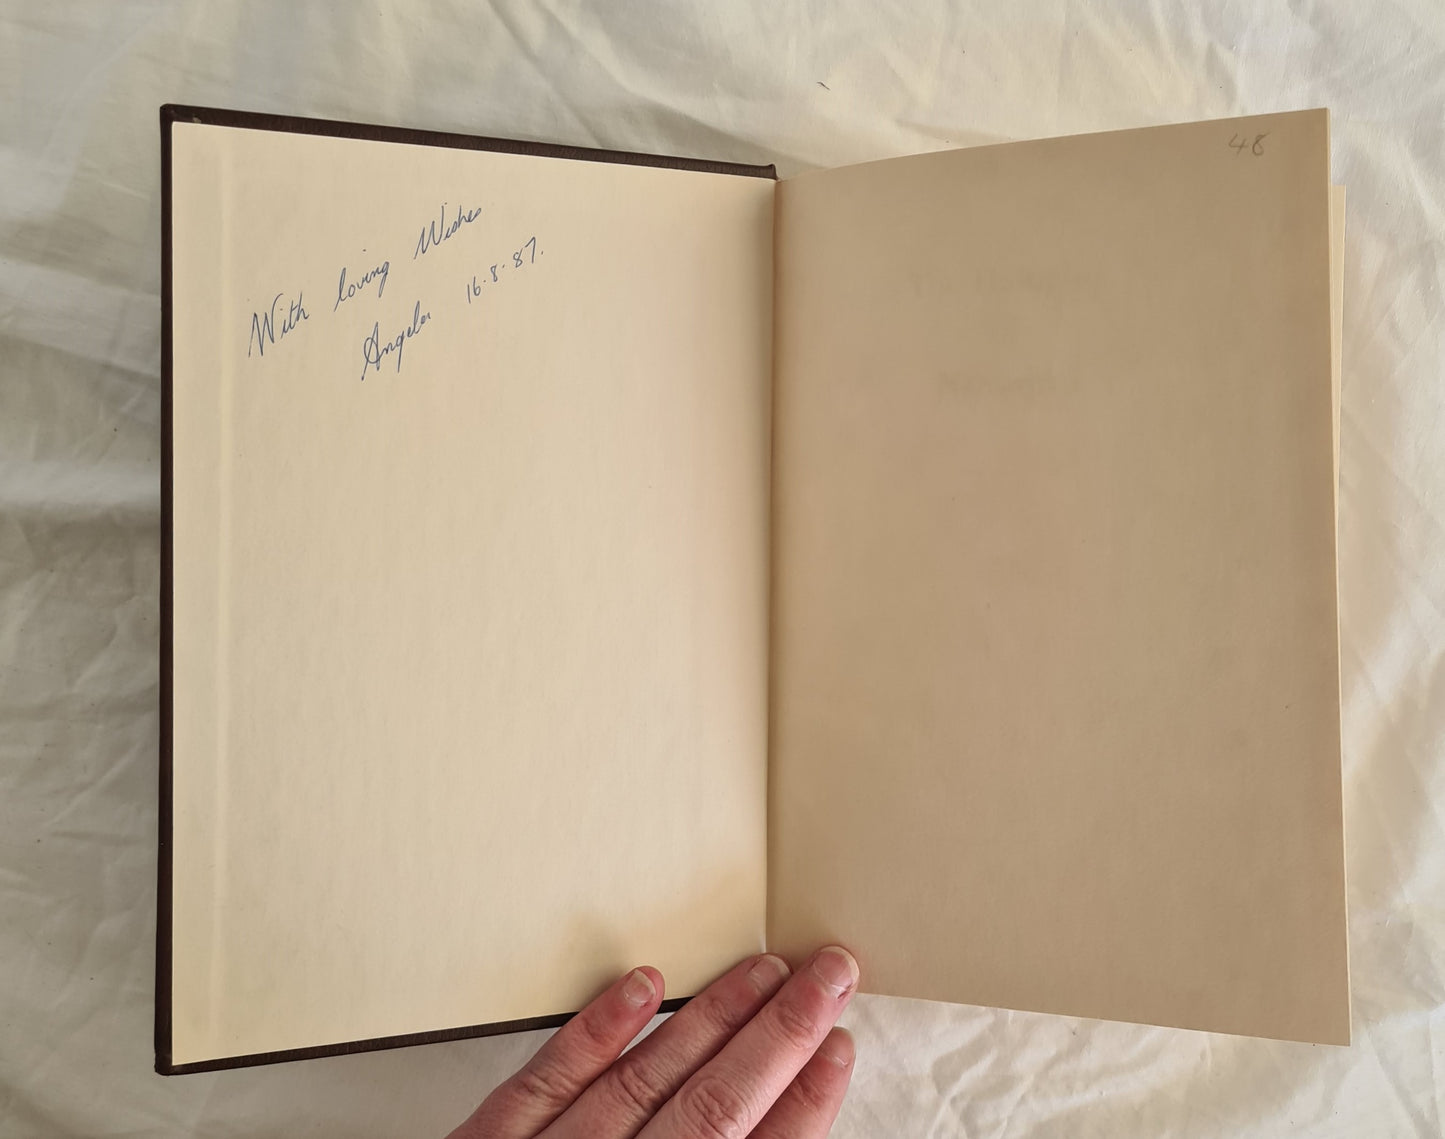 With loving Wishes
Angela 16.8.87.
48